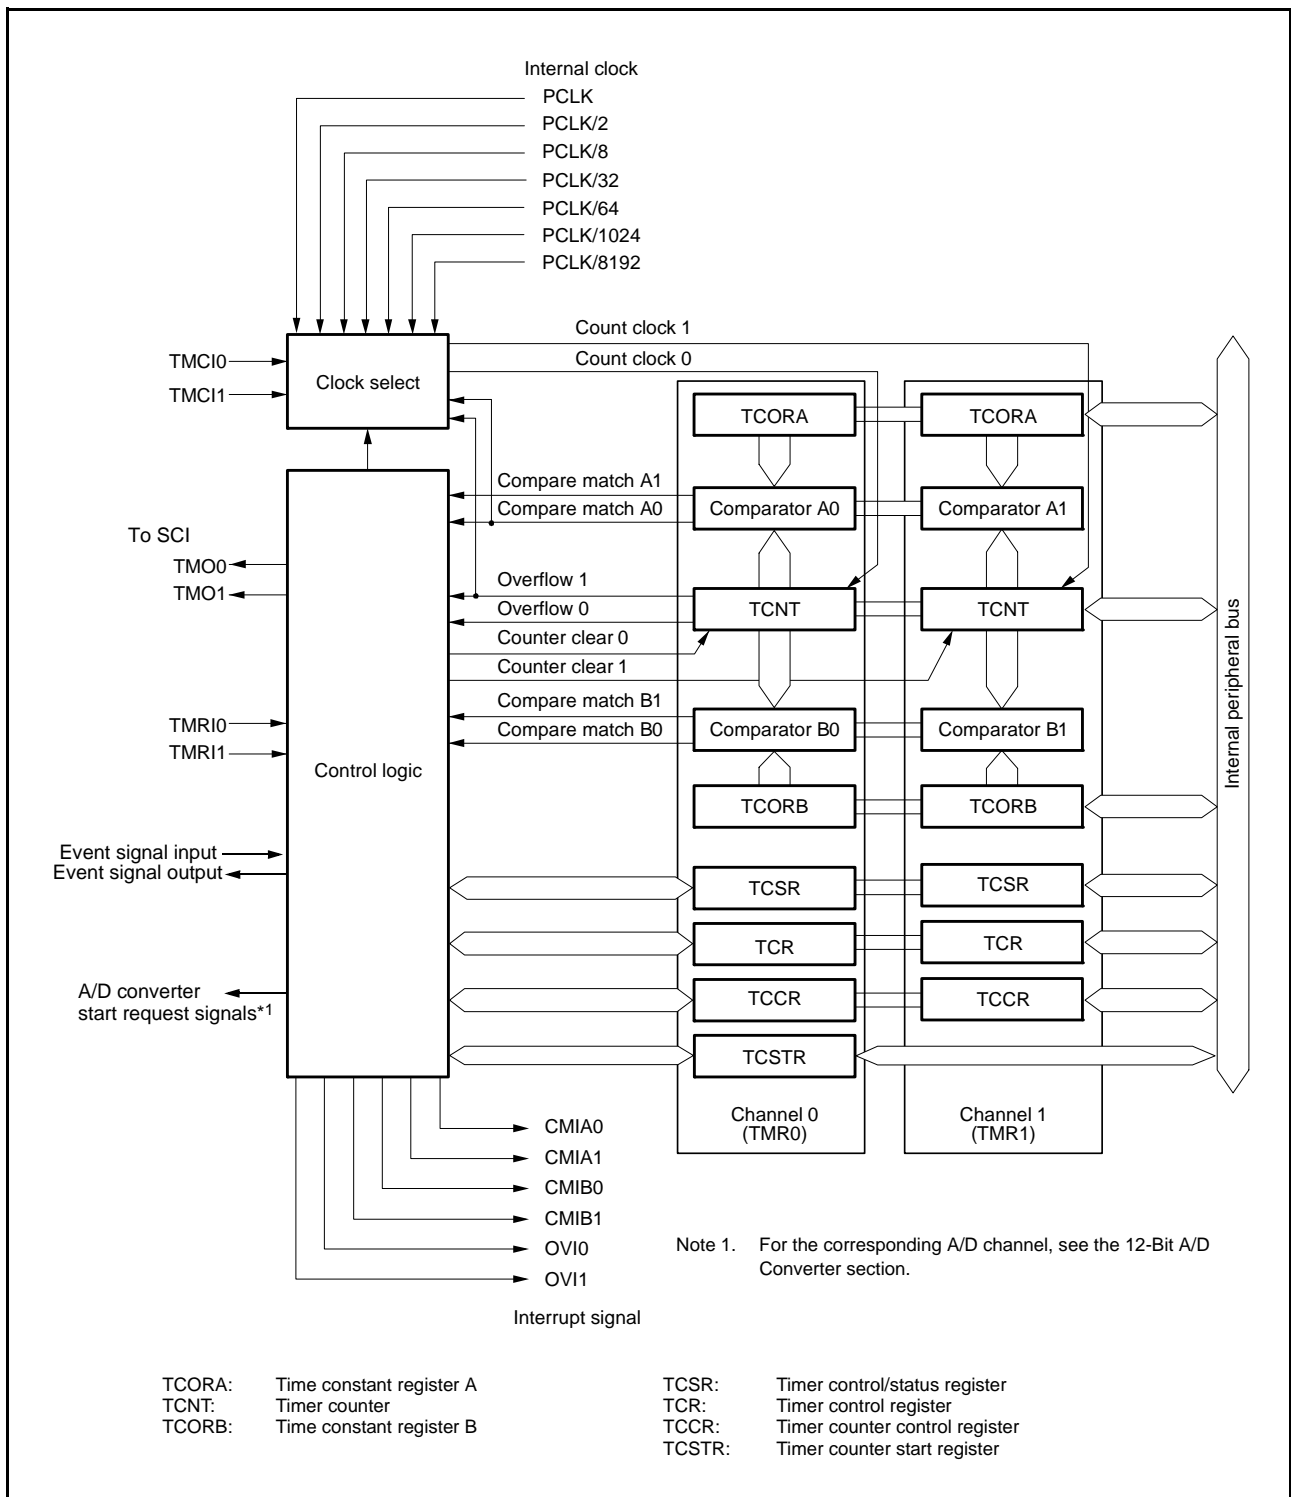 Internal clock
PCLK
PCLK/2
PCLK/8
PCLK/32
PCLK/64
PCLK/1024
PCLK/8192
Count clock 1
Count clock 0
TMCI0
TMCI1
Clock select
TCORA
TCORA
Compare match A1
Compare match A0
Comparator A0
Comparator A1
To SCI
TMO0
TMO1
Overflow 1
Overflow 0
Counter clear 0
Counter clear 1
TCNT
TCNT
Internal peripheral bus
Compare match B1
Compare match B0
Comparator B0
Comparator B1
TMRI0
TMRI1
Control logic
TCORB
TCORB
Event signal input
Event signal output
TCSR
TCSR
TCR
TCR
A/D converter
start request signals*1
TCCR
TCCR
TCSTR
Channel 0
(TMR0)
Channel 1
(TMR1)
CMIA0
CMIA1
CMIB0
CMIB1
OVI0
OVI1
Interrupt signal
Note 1. For the corresponding A/D channel, see the 12-Bit A/D
Converter section.
TCORA: Time constant register A
TCNT: Timer counter
TCORB: Time constant register B
TCSR: Timer control/status register
TCR: Timer control register
TCCR: Timer counter control register
TCSTR: Timer counter start register